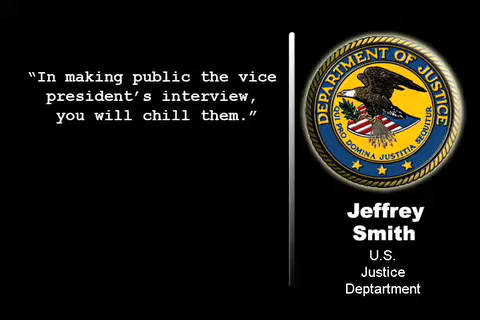 “In making public the vice
president’s interview,
you will chill them.”
DEPARTMENT OF JUSTICE
QUI PRO DOMINA JUSTITIA SEQUITUR
Jeffrey
Smith
U.S.
Justice
Deptartment